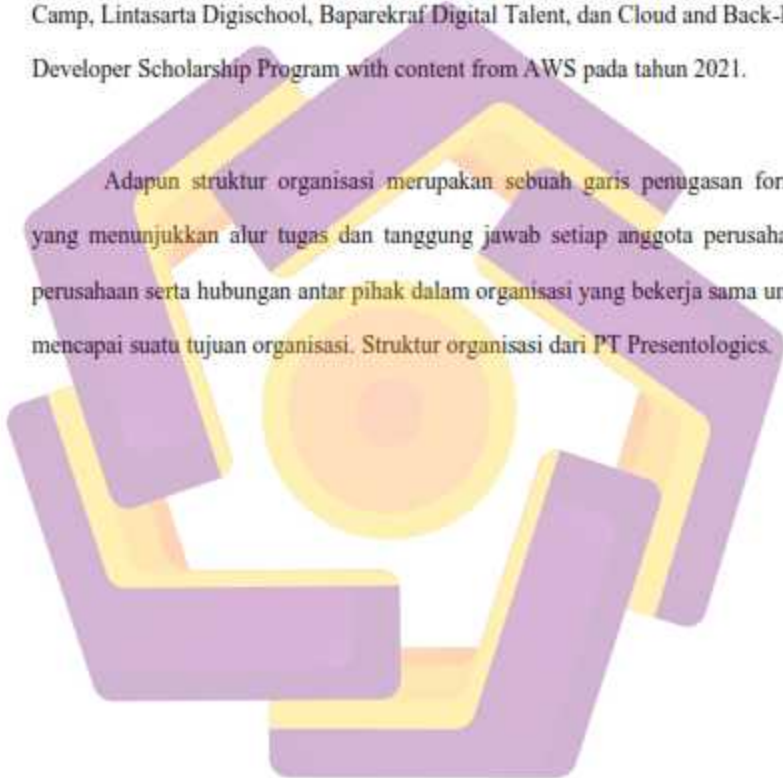 Camp, Lintasarta Digischool, Baparekraf Digital Talent, dan Cloud and Back-
Developer Scholarship Program with content from AWS pada tahun 2021.
Adapun struktur organisasi merupakan sebuah garis penugasan for
yang menunjukkan alur tugas dan tanggung jawab setiap anggota perusaha
perusahaan serta hubungan antar pihak dalam organisasi yang bekerja sama un
mencapai suatu tujuan organisasi. Struktur organisasi dari PT Presentologics.